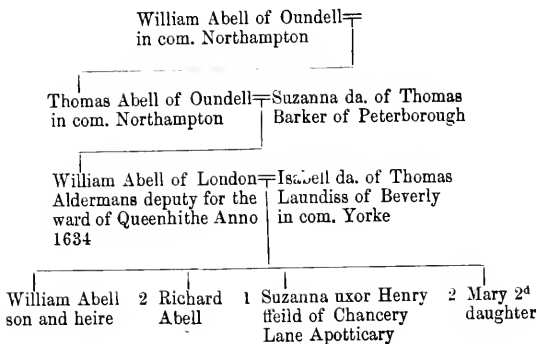 William Abell of Oundell
in com. Northampton
Thomas Abell of Oundell
in com. Northampton
Suzanna da. of Thomas
Barker of Peterborough
William Abell of London
Aldermans deputy for the
ward of Queenhithe Anno
1634
Isabell da. of Thomas
Laundiss of Beverly
in com. Yorke
William Abell
son and heire
2 Richard
Abell
1 Suzanna uxor Henry
ffeild of Chancery
Lane Apotticary
2 Mary 2d
daughter